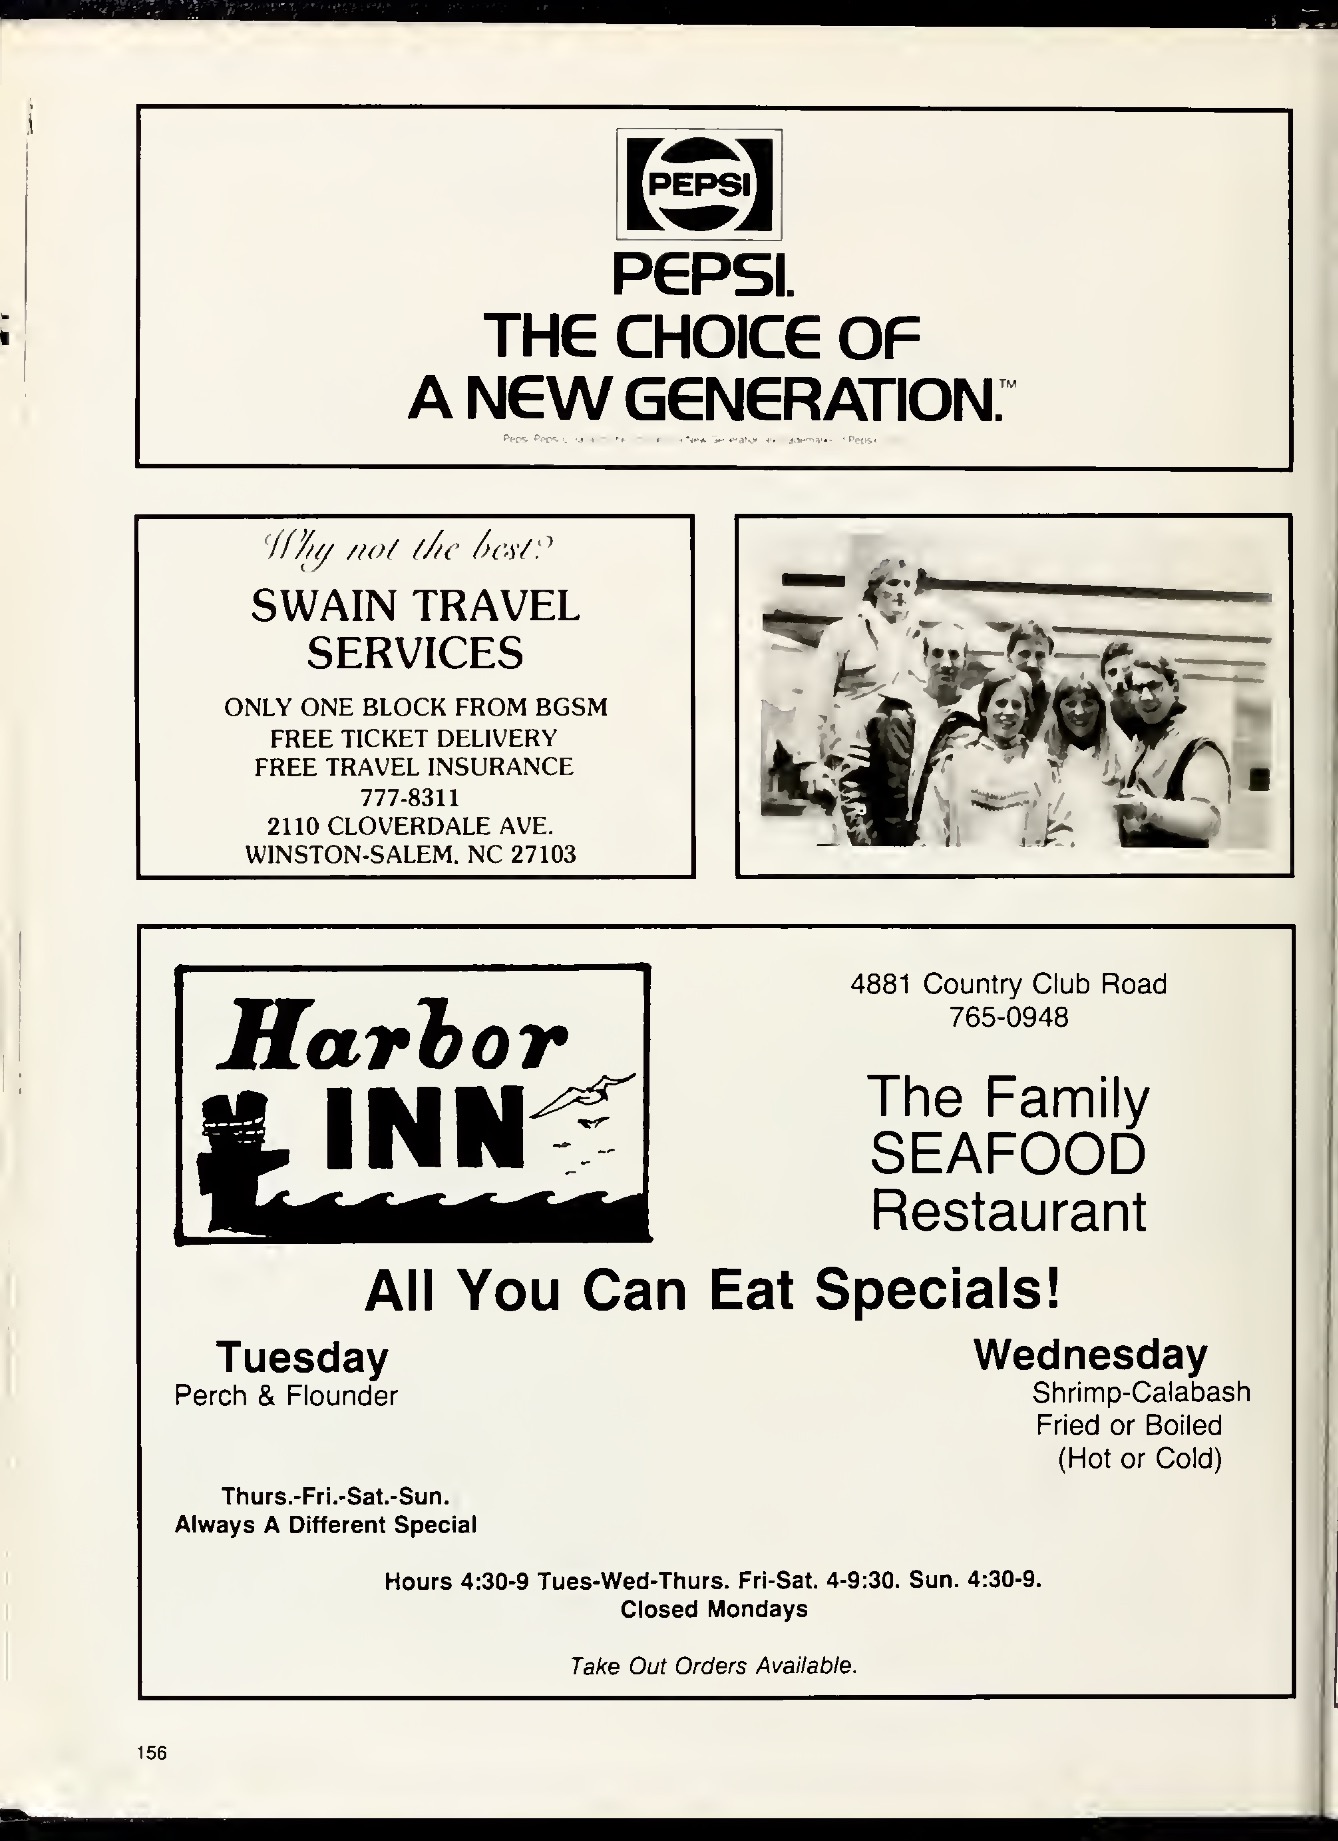 PEPSI
PEPSI.
THE CHOICE OF
A NEW GENERATION.™
Why not the best?
SWAIN TRAVEL
SERVICES
ONLY ONE BLOCK FROM BGSM
FREE TICKET DELIVERY
FREE TRAVEL INSURANCE
777-8311
2110 CLOVERDALE AVE.
WINSTON-SALEM, NC 27103
Harbor
INN
4881 Country Club Road
765-0948
The Family
SEAFOOD
Restaurant
All You Can Eat Specials!
Tuesday
Perch & Flounder
Wednesday
Shrimp-Calabash
Fried or Boiled
(Hot or Cold)
Thurs.-Fri.-Sat.-Sun.
Always A Different Special
Hours 4:30-9 Tues-Wed-Thurs. Fri-Sat. 4-9:30. Sun. 4:30-9.
Closed Mondays
Take Out Orders Available.
156